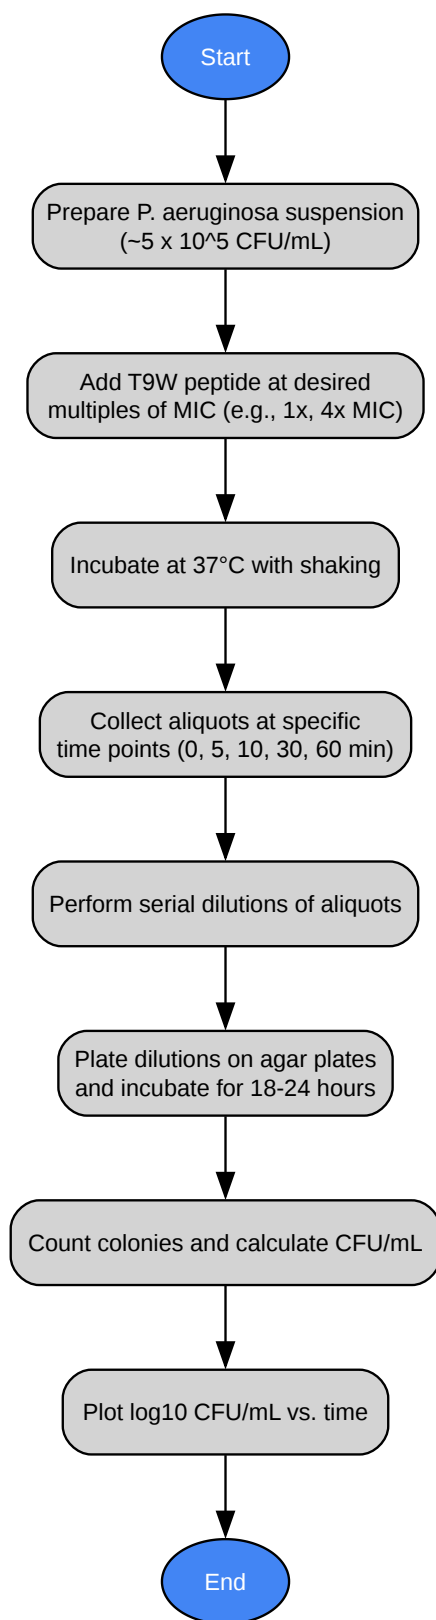 Start
Prepare P. aeruginosa suspension
(~5 x 10^5 CFU/mL)
Add T9W peptide at desired
multiples of MIC (e.g., 1x, 4x MIC)
Incubate at 37°C with shaking
Collect aliquots at specific
time points (0, 5, 10, 30, 60 min)
Perform serial dilutions of aliquots
Plate dilutions on agar plates
and incubate for 18-24 hours
Count colonies and calculate CFU/mL
Plot log10 CFU/mL vs. time
End